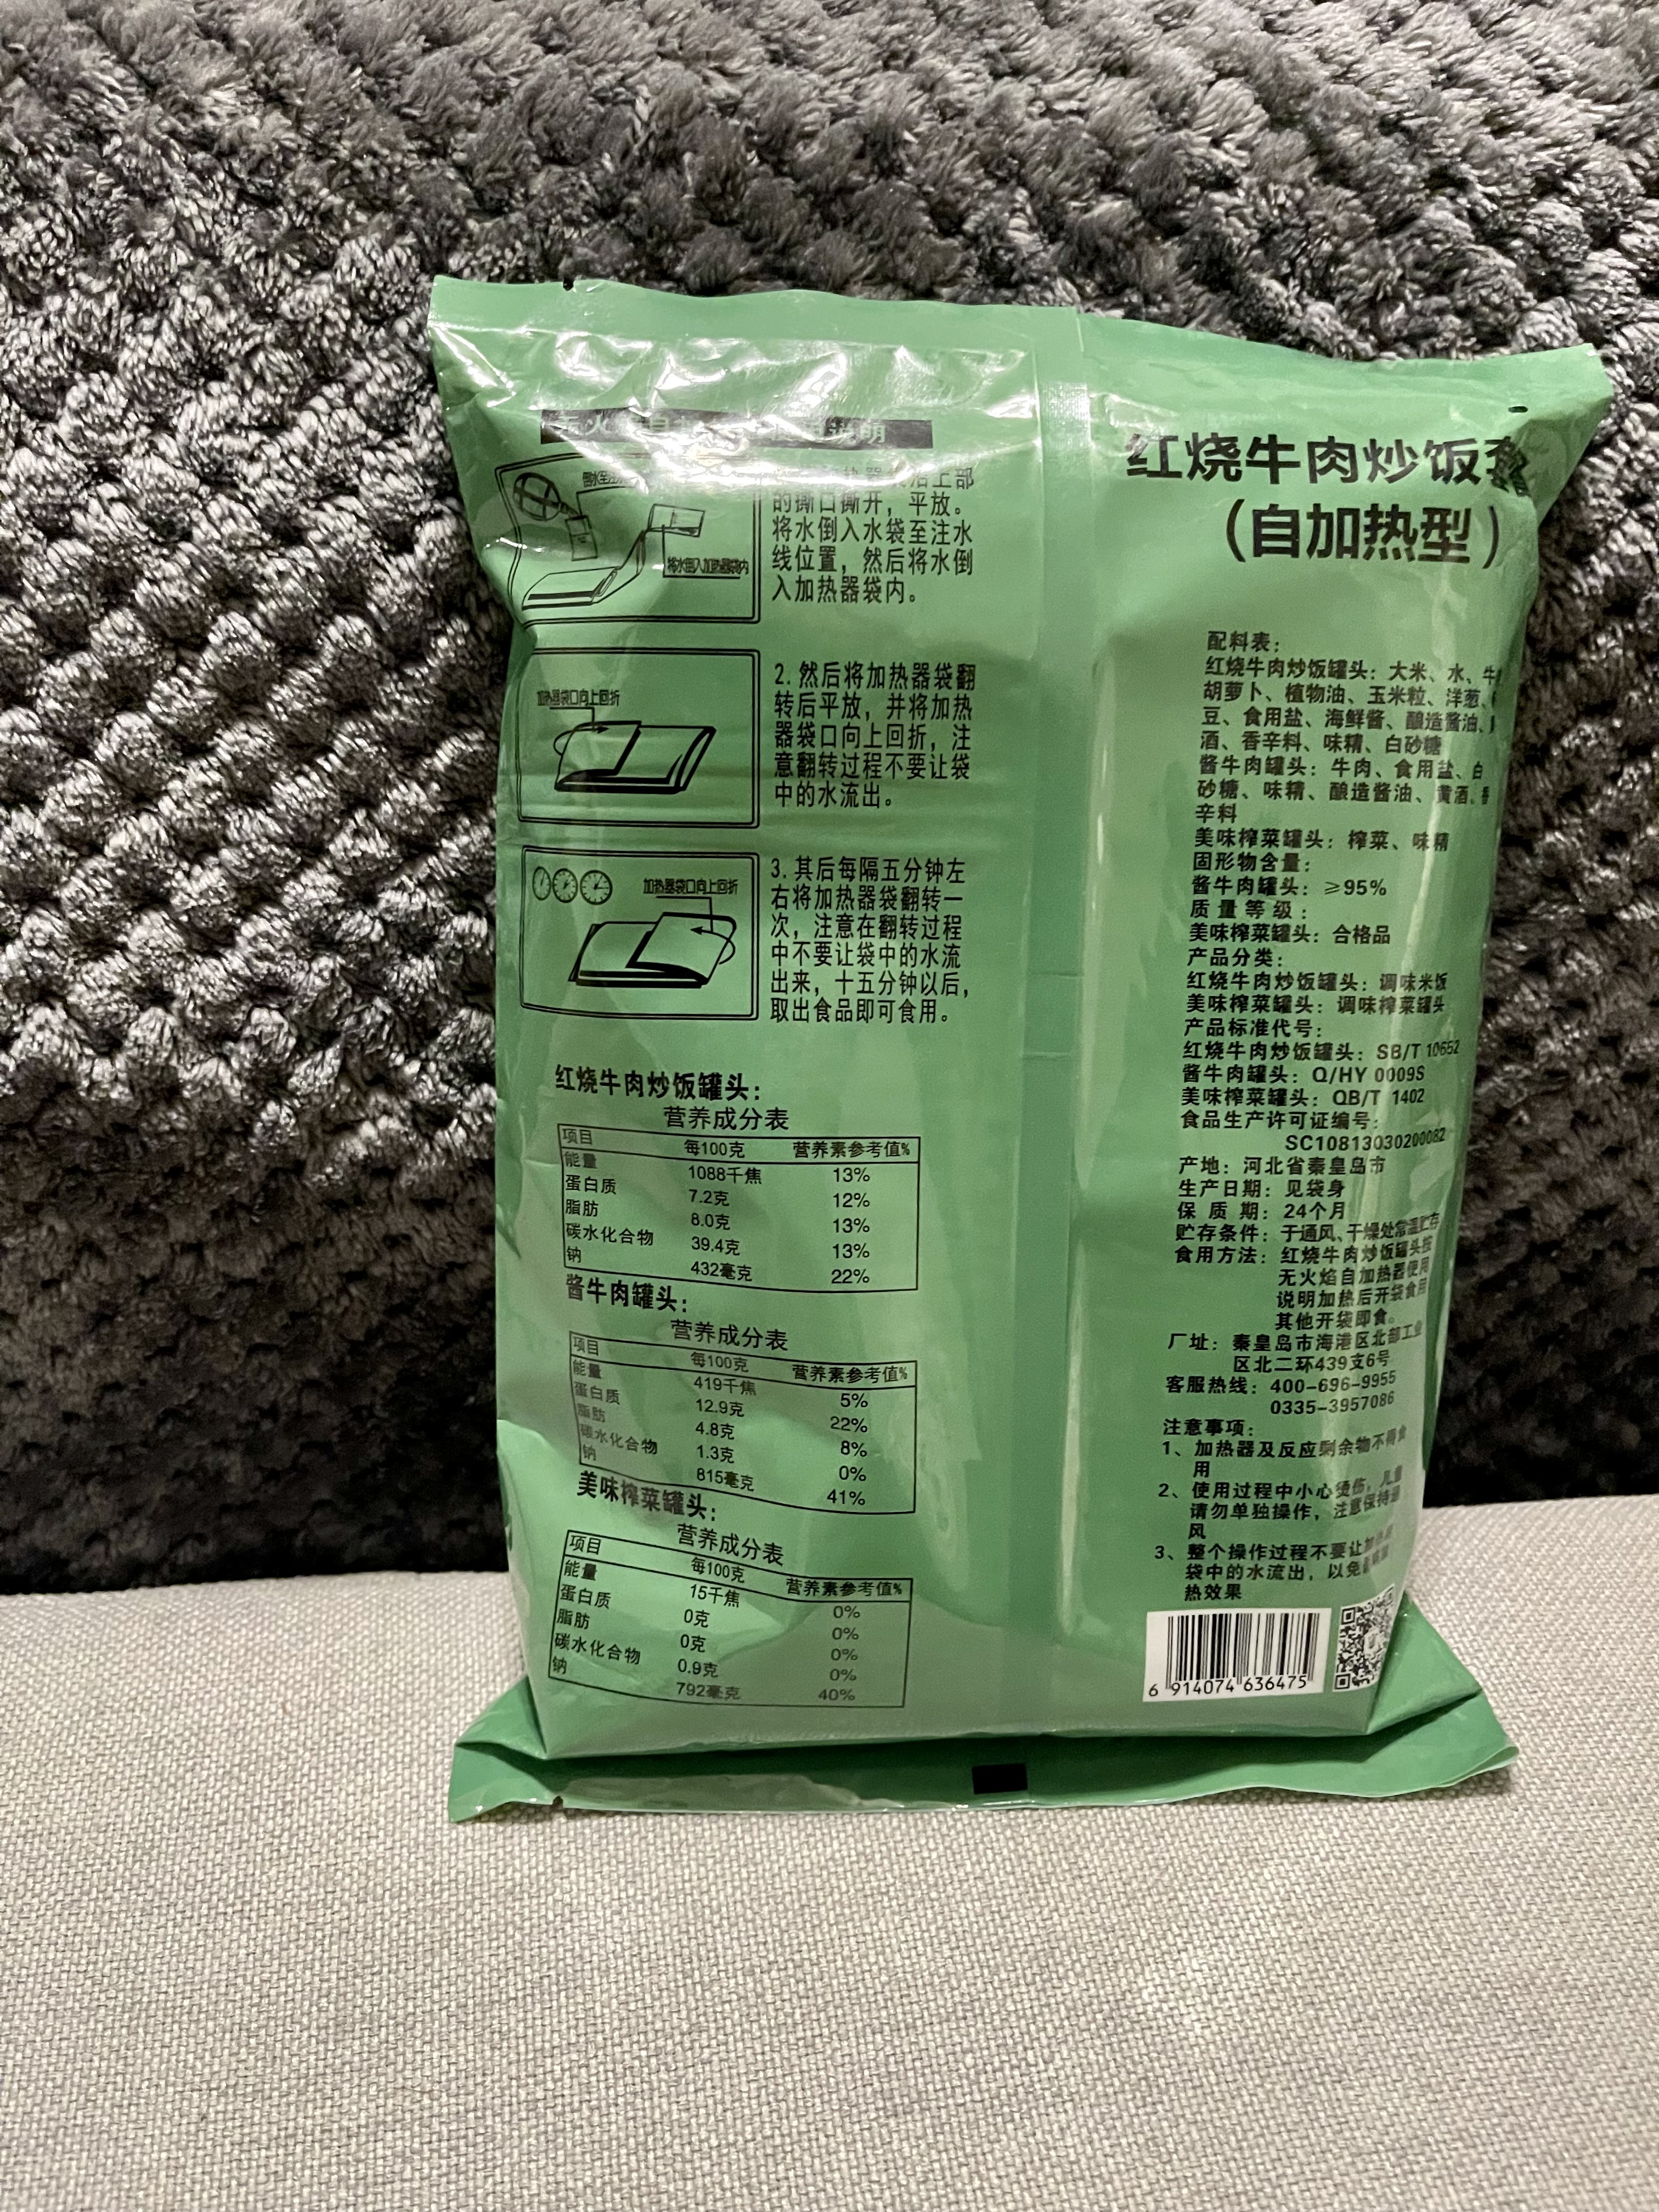 使用说明
倒水至注
将水倒入加热器袋内
沿上部
的撕口撕开，平放。
将水倒入水袋至注水
线位置，然后将水倒
入加热器袋内。
加热器袋口向上回折
2.然后将加热器袋翻
转后平放，并将加热
器袋口向上回折，注
意翻转过程不要让袋
中的水流出。
加热器袋口向上回折
3.其后每隔五分钟左
右将加热器袋翻转一
次，注意在翻转过程
中不要让袋中的水流
出来，十五分钟以后，
取出食品即可食用。
红烧牛肉炒饭罐头：
营养成分表
项目 每100克 营养素参考值%
能量 1088千焦 13%
蛋白质 7.2克 12%
脂肪 8.0克 13%
碳水化合物 39.4克 13%
钠 432毫克 22%
酱牛肉罐头：
营养成分表
项目 每100克 营养素参考值%
能量 419千焦 5%
蛋白质 12.9克 22%
脂肪 4.8克 8%
碳水化合物 1.3克 0%
钠 815毫克 41%
美味榨菜罐头：
营养成分表
项目 每100克 营养素参考值%
能量 15千焦 0%
蛋白质 0克 0%
脂肪 0克 0%
碳水化合物 0.9克 0%
钠 792毫克 40%
红烧牛肉炒饭
（自加热型）
配料表：
红烧牛肉炒饭罐头：大米、水、牛
胡萝卜、植物油、玉米粒、洋葱、
豆、食用盐、海鲜酱、酿造酱油、
酒、香辛料、味精、白砂糖
酱牛肉罐头：牛肉、食用盐、白
砂糖、味精、酿造酱油、黄酒、香
辛料
美味榨菜罐头：榨菜、味精
固形物含量：
酱牛肉罐头：≥95%
质量等级：
美味榨菜罐头：合格品
产品分类：
红烧牛肉炒饭罐头：调味米饭
美味榨菜罐头：调味榨菜罐头
产品标准代号：
红烧牛肉炒饭罐头：SB/T 10652
酱牛肉罐头：Q/HY 0009S
美味榨菜罐头：QB/T 1402
食品生产许可证编号：
SC10813030200082
产地：河北省秦皇岛市
生产日期：见袋身
保质期：24个月
贮存条件：于通风、干燥处常温贮存
食用方法：红烧牛肉炒饭罐头按
无火焰自加热器使用
说明加热后开袋食用
其他开袋即食。
厂址：秦皇岛市海港区北部工业
区北二环439支6号
客服热线：400-696-9955
0335-3957086
注意事项：
1、加热器及反应剩余物不得食
用
2、使用过程中小心烫伤，儿童
请勿单独操作，注意保持通
风
3、整个操作过程不要让加
袋中的水流出，以免
热效果
6 914074 636475